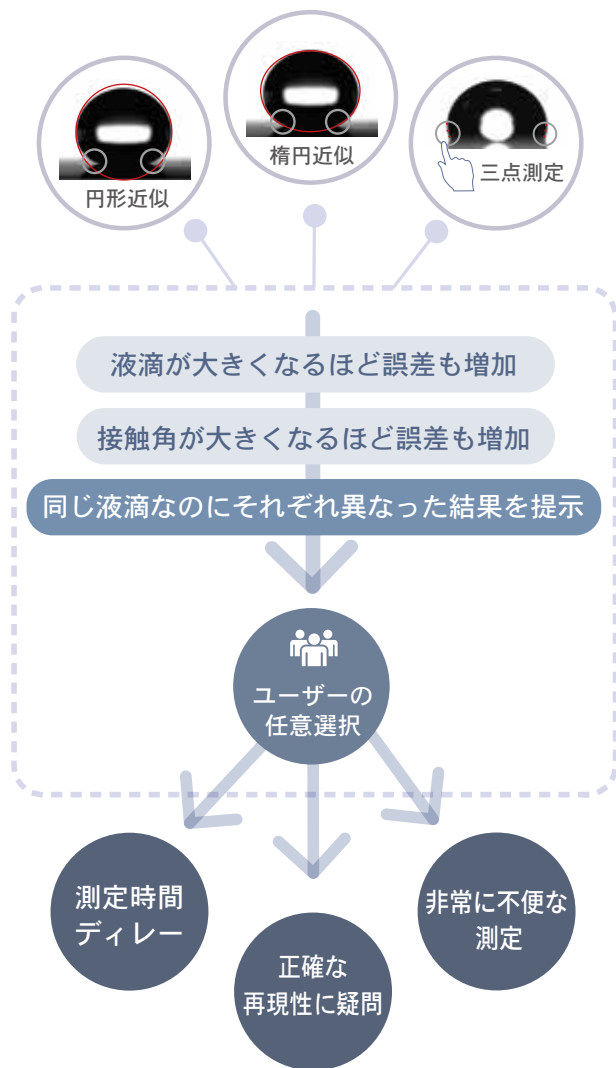 円形近似
楕円近似
三点測定
液滴が大きくなるほど誤差も増加
接触角が大きくなるほど誤差も増加
同じ液滴なのにそれぞれ異なった結果を提示
ユーザーの
任意選択
測定時間
ディレー
正確な
再現性に疑問
非常に不便な
測定